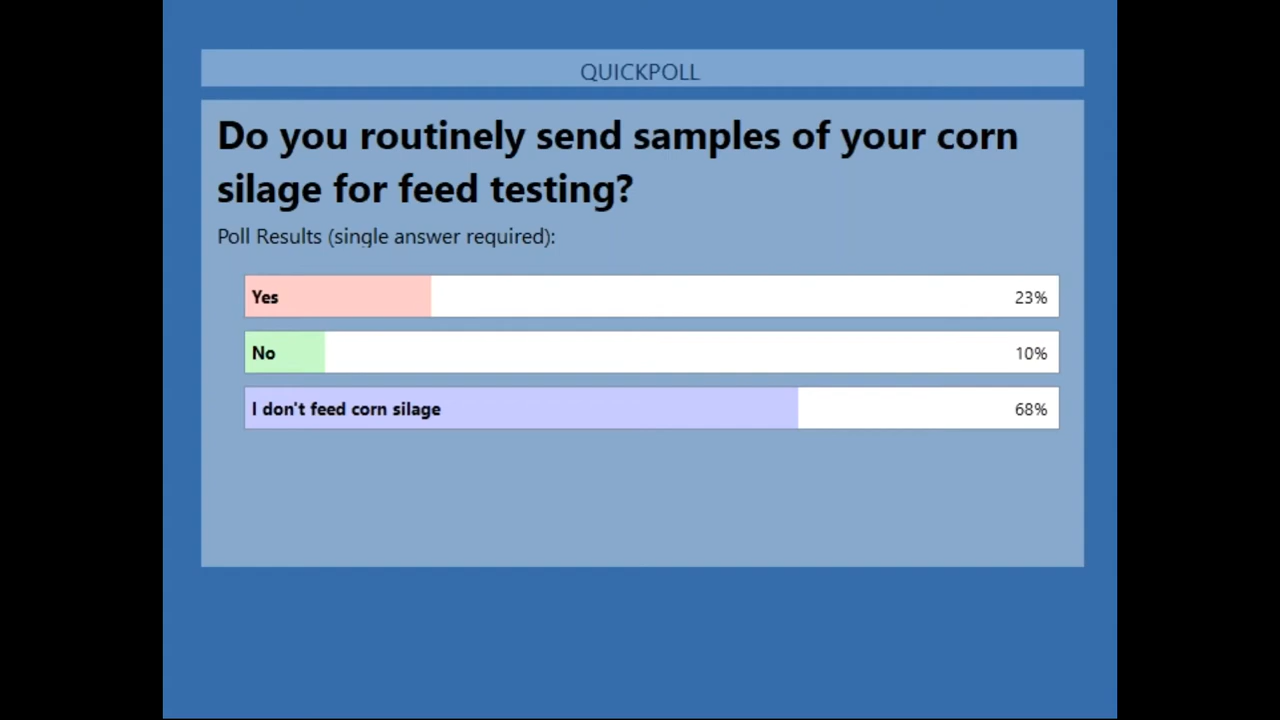 QUICKPOLL
Do you routinely send samples of your corn
silage for feed testing?
Poll Results (single answer required):
Yes 23%
No 10%
I don't feed corn silage 68%